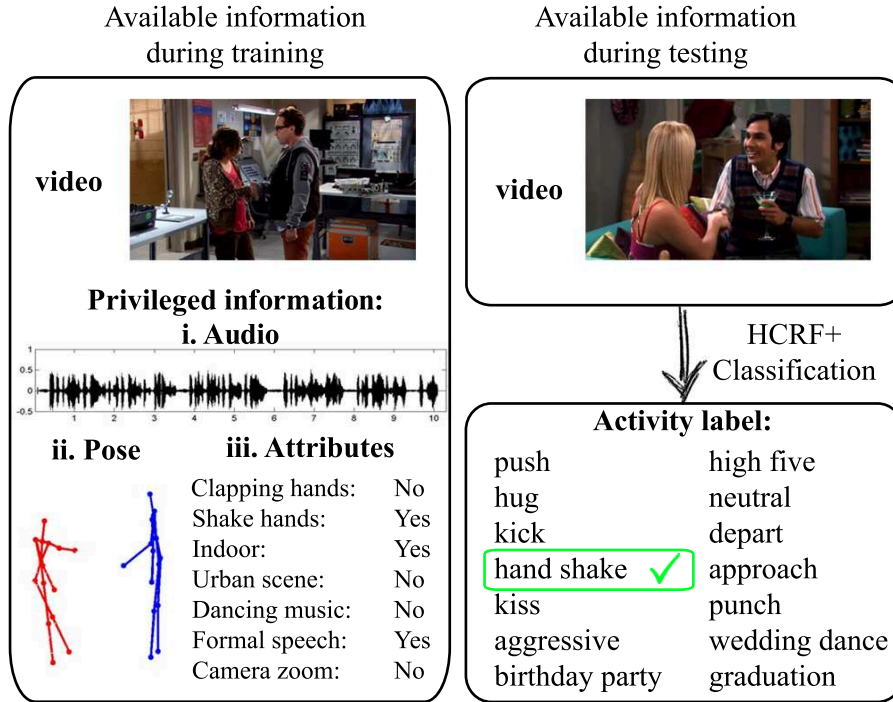 Available information
during training
video
Privileged information:
i. Audio
1
0.5
0
-0.5
1 2 3 4 5 6 7 8 9 10
ii. Pose
iii. Attributes
Clapping hands: No
Shake hands: Yes
Indoor: Yes
Urban scene: No
Dancing music: No
Formal speech: Yes
Camera zoom: No
Available information
during testing
video
HCRF+
Classification
Activity label:
push high five
hug neutral
kick depart
hand shake ✓ approach
kiss punch
aggressive wedding dance
birthday party graduation